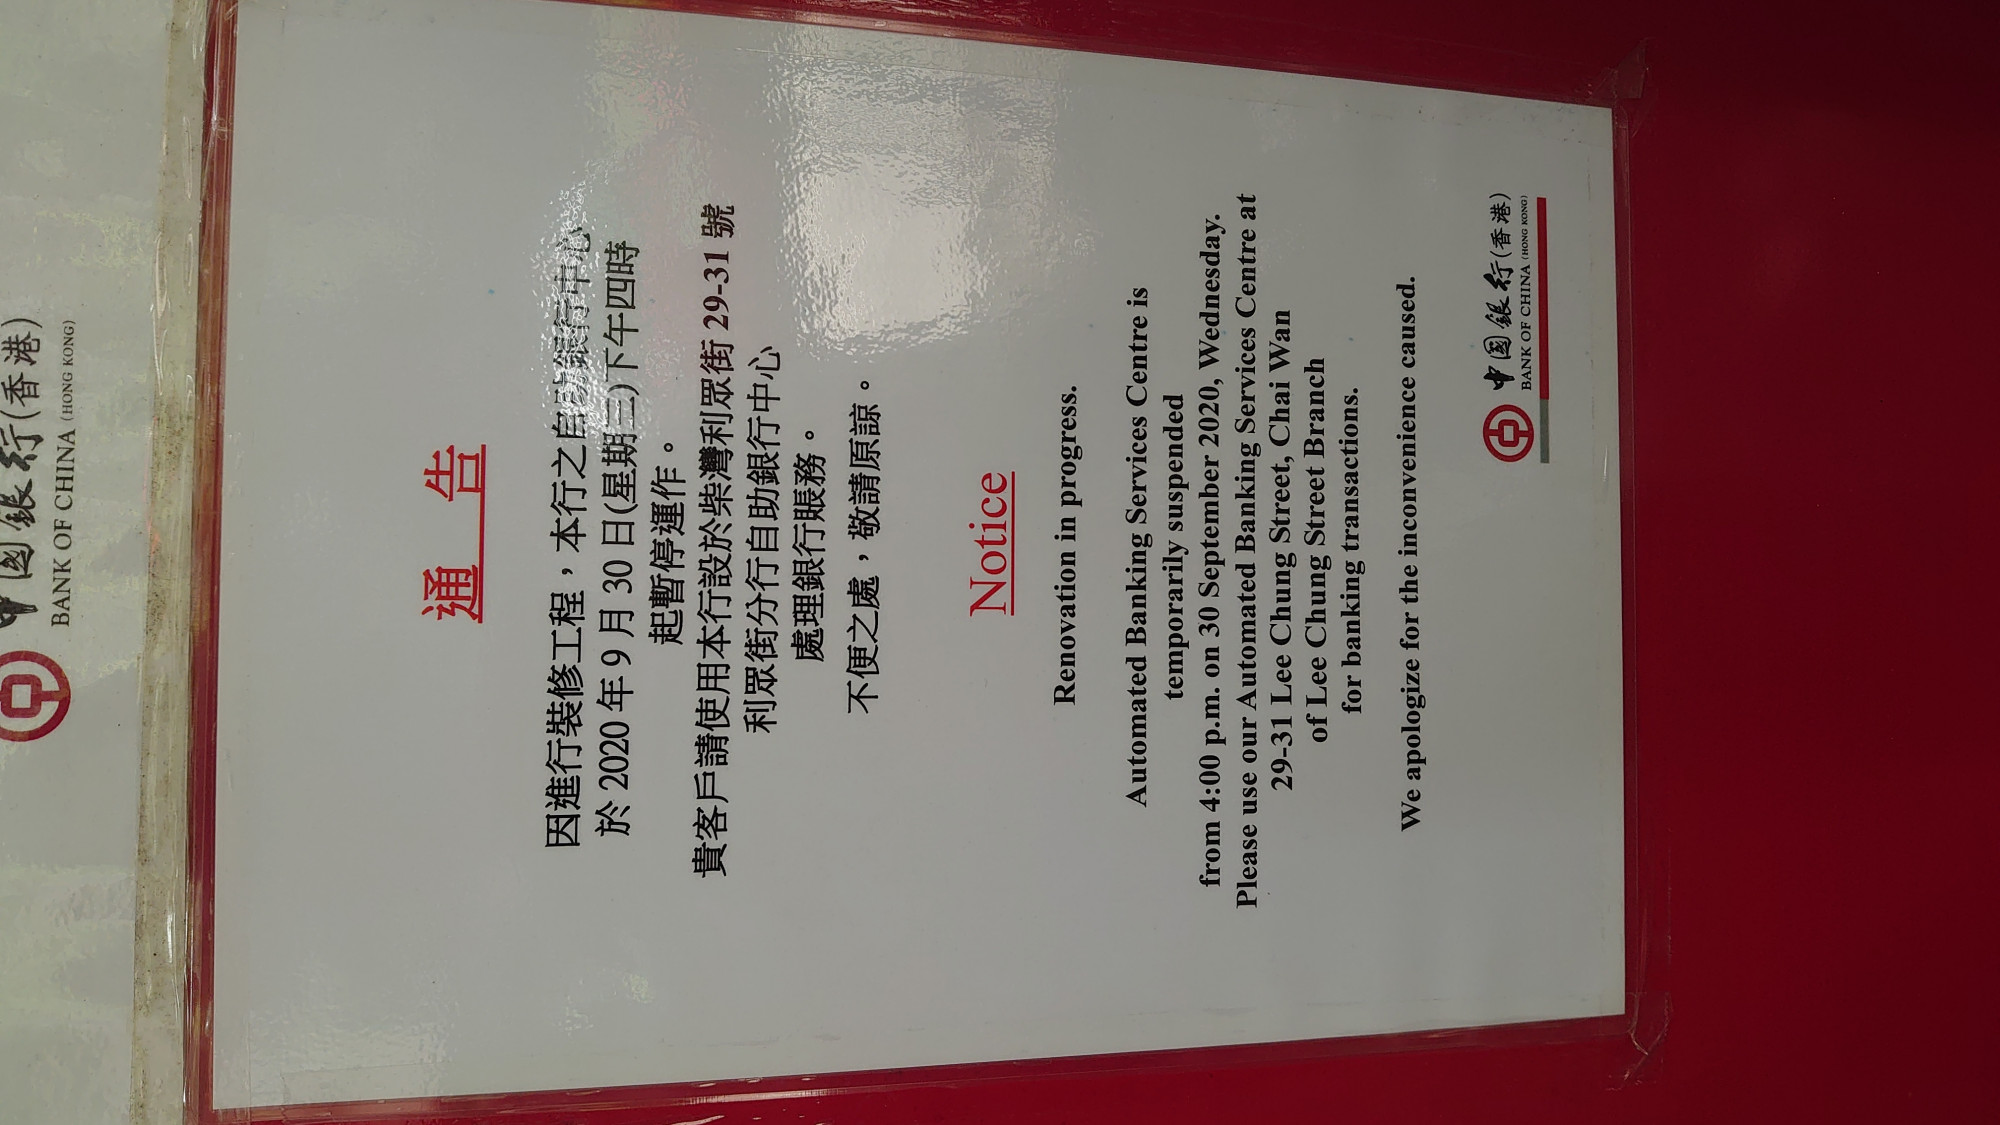 中國銀行(香港)
BANK OF CHINA (HONG KONG)
通告
因進行裝修工程，本行之自助銀行中心
於 2020 年 9 月 30 日(星期三)下午四時
起暫停運作。
貴客戶請使用本行設於柴灣利眾街 29-31 號
利眾街分行自助銀行中心
處理銀行賬務。
不便之處，敬請原諒。
Notice
Renovation in progress.
Automated Banking Services Centre is
temporarily suspended
from 4:00 p.m. on 30 September 2020, Wednesday.
Please use our Automated Banking Services Centre at
29-31 Lee Chung Street, Chai Wan
of Lee Chung Street Branch
for banking transactions.
We apologize for the inconvenience caused.
中國銀行(香港)
BANK OF CHINA (HONG KONG)